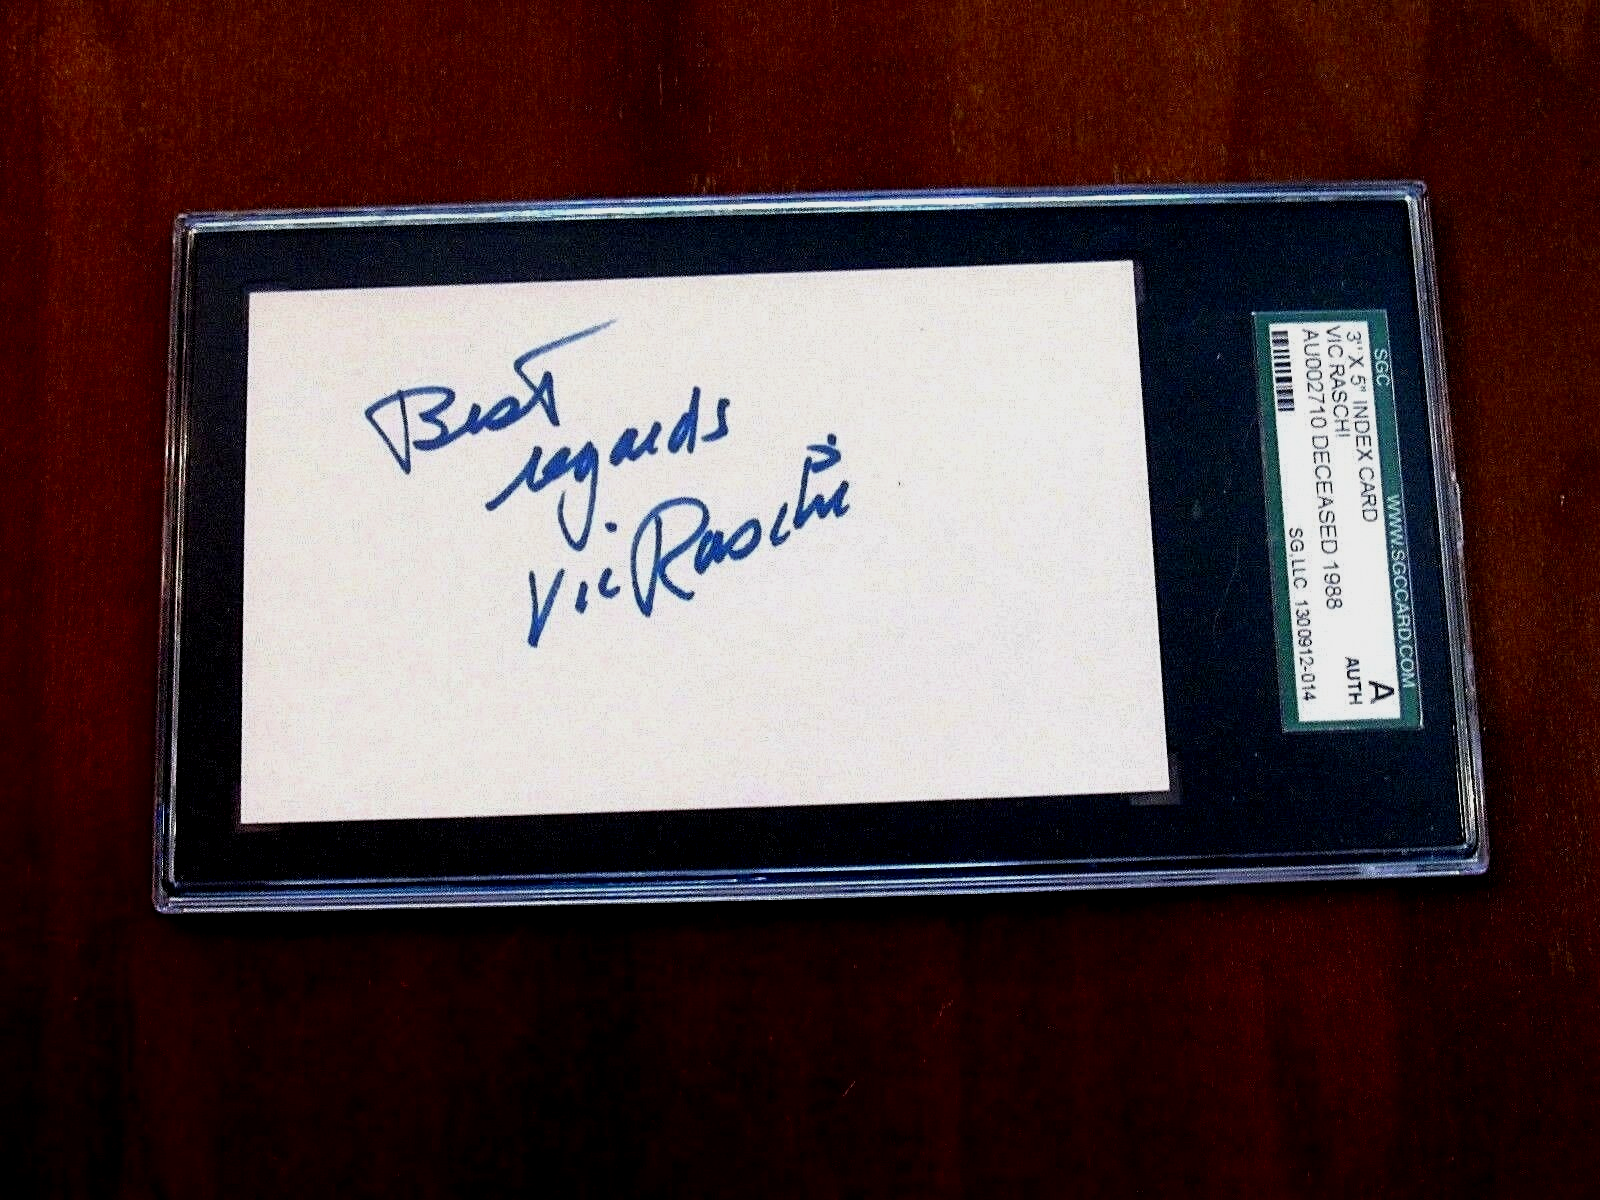 Best
regards
Vic Raschi
SGC WWW.SGCCARD.COM
3" X 5" INDEX CARD A
VIC RASCHI AUTH
AU002710 DECEASED 1988
SG, LLC 1300912-014